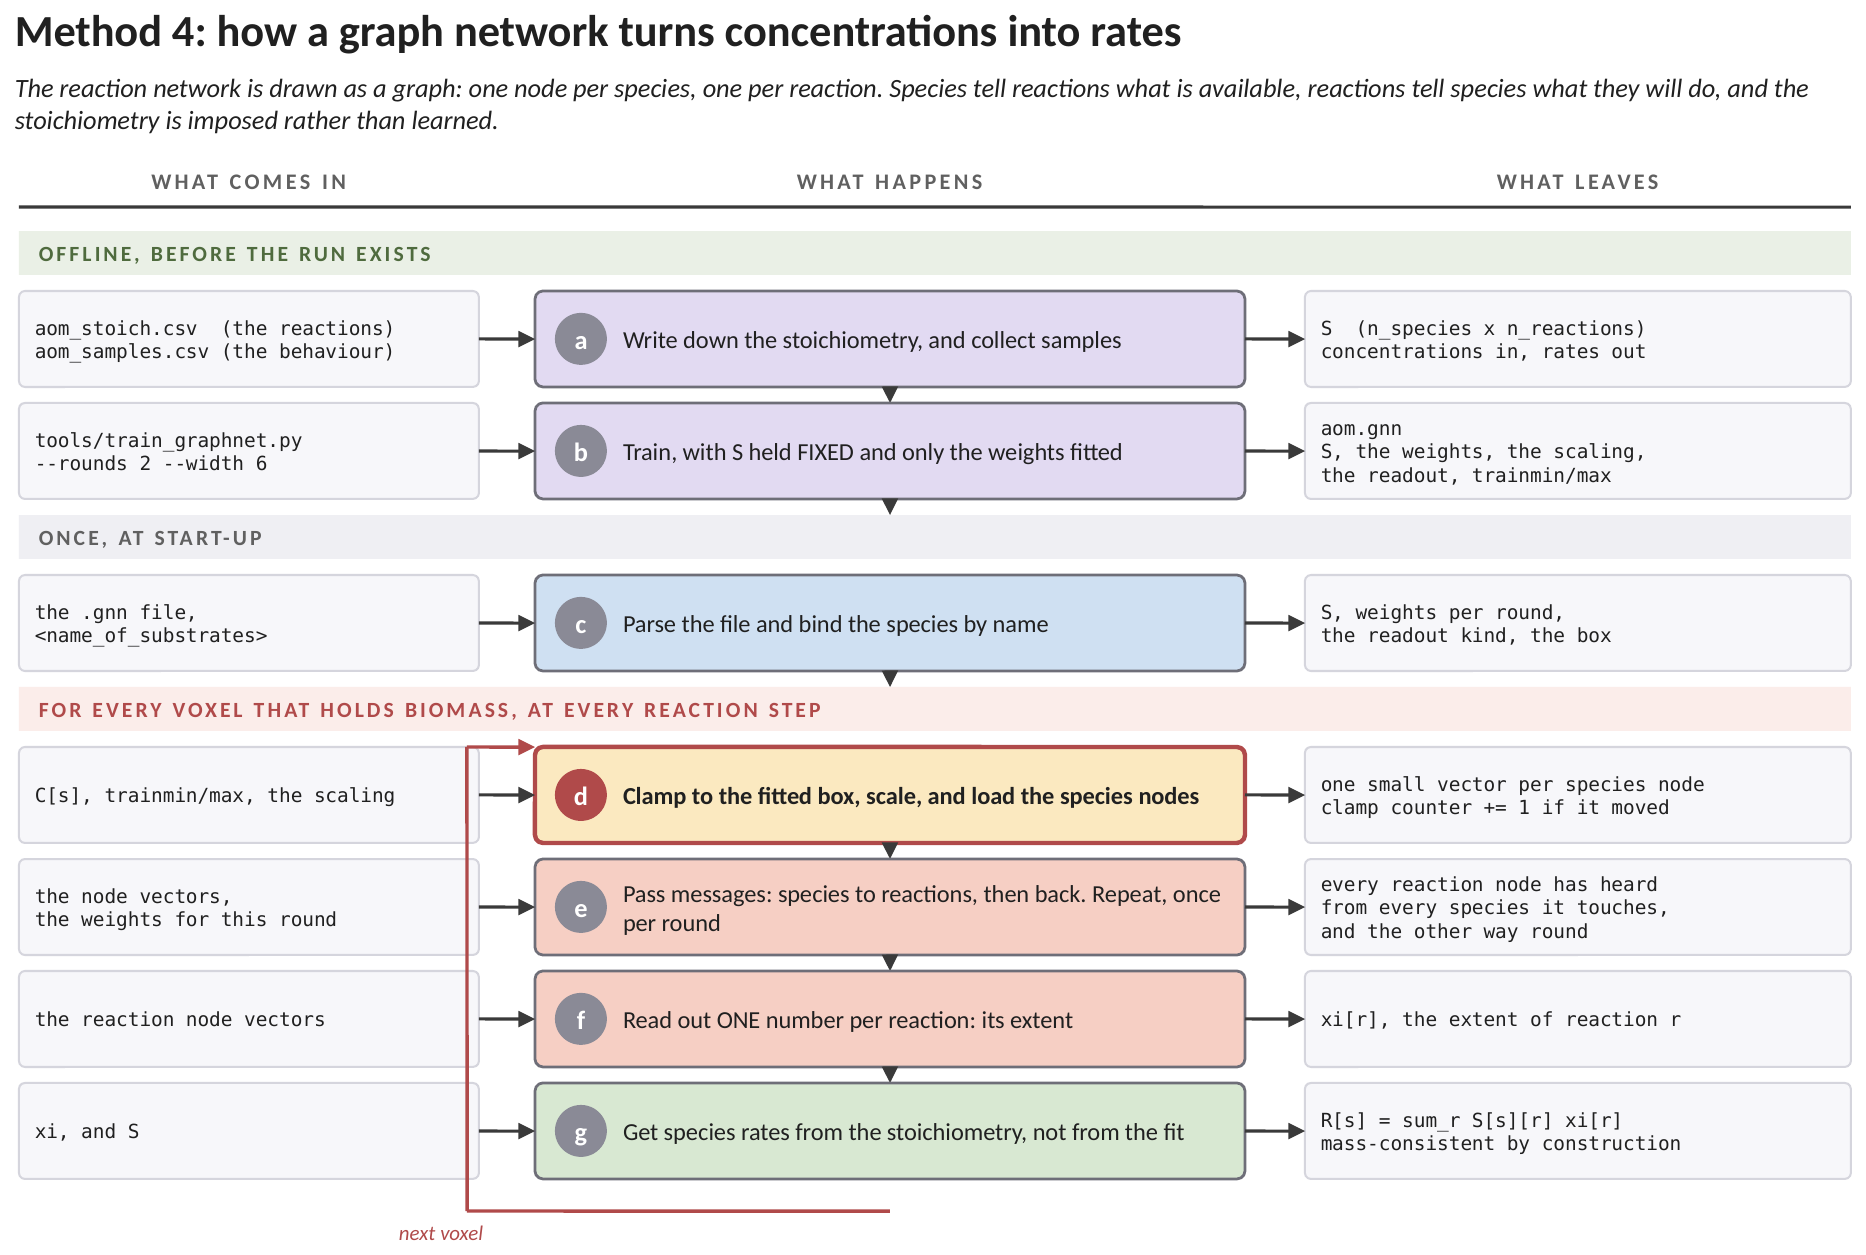 Method 4: how a graph network turns concentrations into rates
The reaction network is drawn as a graph: one node per species, one per reaction. Species tell reactions what is available, reactions tell species what they will do, and the
stoichiometry is imposed rather than learned.
WHAT COMES IN
WHAT HAPPENS
WHAT LEAVES
OFFLINE, BEFORE THE RUN EXISTS
aom_stoich.csv  (the reactions)
aom_samples.csv (the behaviour)
a
Write down the stoichiometry, and collect samples
S  (n_species x n_reactions)
concentrations in, rates out
tools/train_graphnet.py
--rounds 2 --width 6
b
Train, with S held FIXED and only the weights fitted
aom.gnn
S, the weights, the scaling,
the readout, trainmin/max
ONCE, AT START-UP
the .gnn file,
<name_of_substrates>
c
Parse the file and bind the species by name
S, weights per round,
the readout kind, the box
FOR EVERY VOXEL THAT HOLDS BIOMASS, AT EVERY REACTION STEP
C[s], trainmin/max, the scaling
d
Clamp to the fitted box, scale, and load the species nodes
one small vector per species node
clamp counter += 1 if it moved
the node vectors,
the weights for this round
e
Pass messages: species to reactions, then back. Repeat, once
per round
every reaction node has heard
from every species it touches,
and the other way round
the reaction node vectors
f
Read out ONE number per reaction: its extent
xi[r], the extent of reaction r
xi, and S
g
Get species rates from the stoichiometry, not from the fit
R[s] = sum_r S[s][r] xi[r]
mass-consistent by construction
next voxel